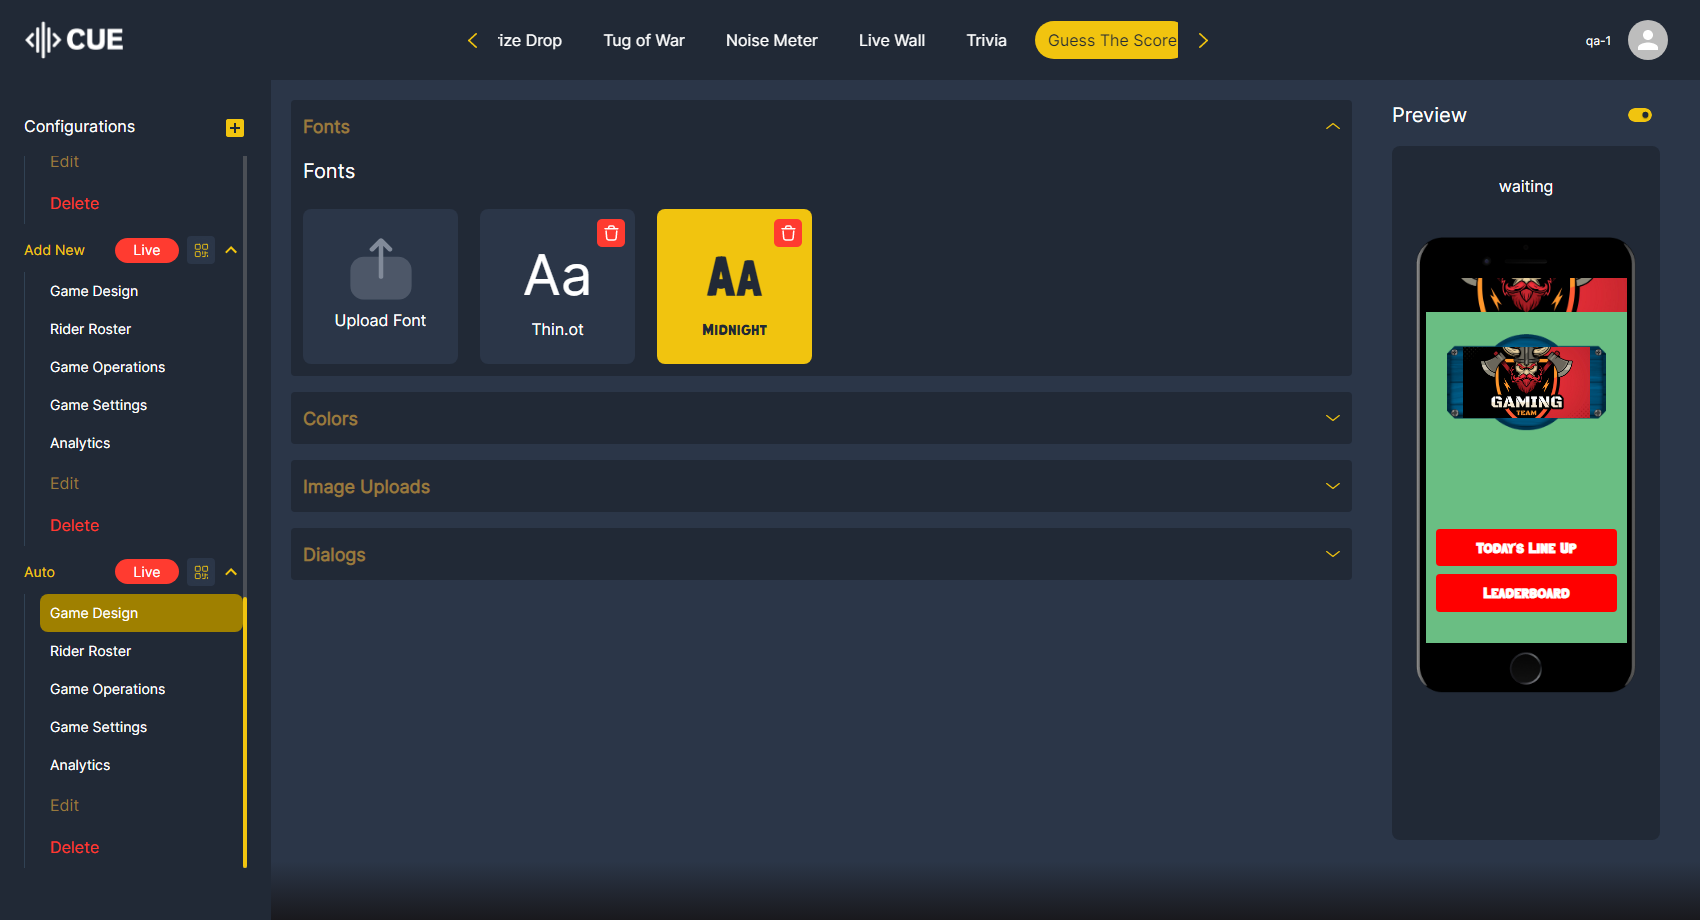 CUE
ize Drop
Tug of War
Noise Meter
Live Wall
Trivia
Guess The Score
qa-1
Configurations
Edit
Delete
Add New
Live
Game Design
Rider Roster
Game Operations
Game Settings
Analytics
Edit
Delete
Auto
Live
Game Design
Rider Roster
Game Operations
Game Settings
Analytics
Edit
Delete
Fonts
Fonts
Upload Font
Aa
Thin.ot
Aa
Midnight
Colors
Image Uploads
Dialogs
Preview
waiting
GAMING
TEAM
Today's Line Up
Leaderboard